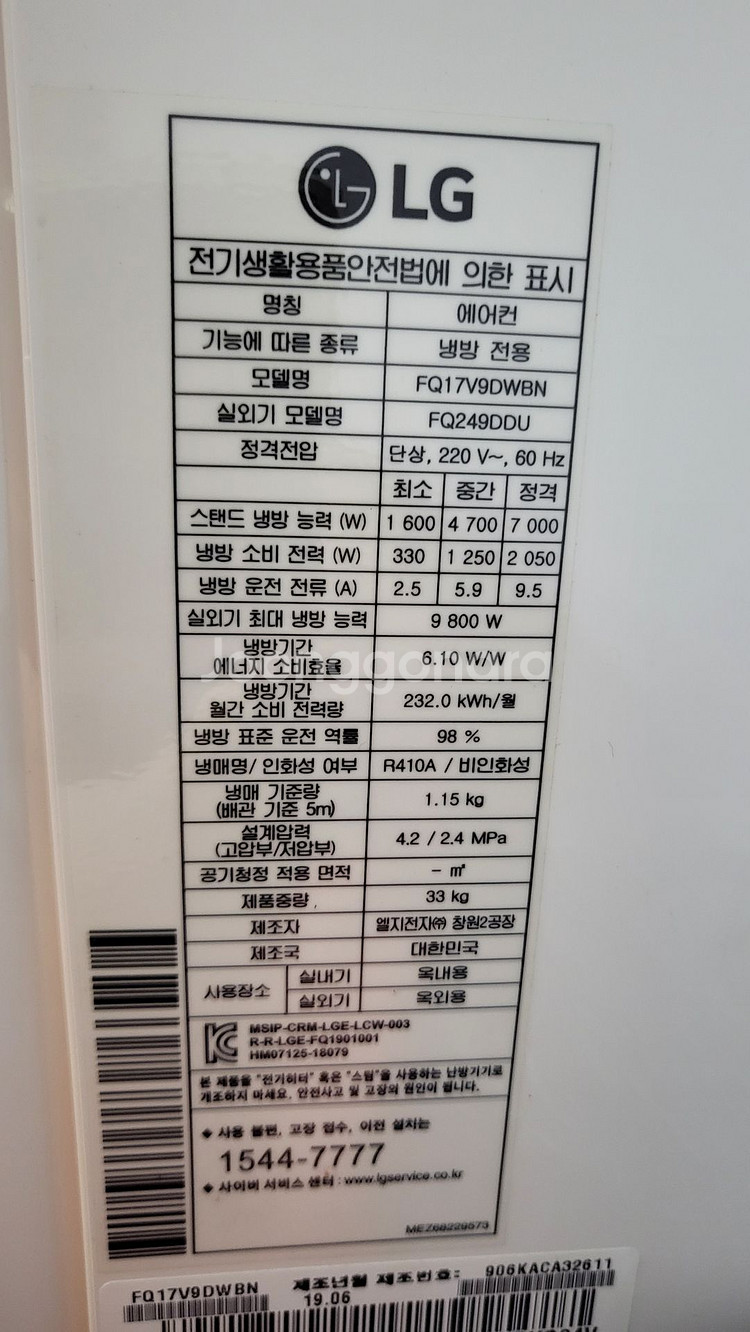 LG
전기생활용품안전법에 의한 표시
명칭 에어컨
기능에 따른 종류 냉방 전용
모델명 FQ17V9DWBN
실외기 모델명 FQ249DDU
정격전압 단상, 220 V~, 60 Hz
최소 중간 정격
스탠드 냉방 능력 (W) 1 600 4 700 7 000
냉방 소비 전력 (W) 330 1 250 2 050
냉방 운전 전류 (A) 2.5 5.9 9.5
실외기 최대 냉방 능력 9 800 W
냉방기간
에너지 소비효율 6.10 W/W
냉방기간
월간 소비 전력량 232.0 kWh/월
냉방 표준 운전 역률 98 %
냉매명/ 인화성 여부 R410A / 비인화성
냉매 기준량
(배관 기준 5m) 1.15 kg
설계압력
(고압부/저압부) 4.2 / 2.4 MPa
공기청정 적용 면적 - ㎡
제품중량 33 kg
제조자 엘지전자㈜ 창원2공장
제조국 대한민국
사용장소 실내기 옥내용
실외기 옥외용
MSIP-CRM-LGE-LCW-003
R-R-LGE-FQ1901001
HM07125-18079
본 제품을 "전기히터" 혹은 "스팀"을 사용하는 난방기기로
개조하지 마세요. 안전사고 및 고장의 원인이 됩니다.
◆ 사용 불편, 고장 접수, 이전 설치는
1544-7777
◆ 사이버 서비스 센터 : www.lgservice.co.kr
MEZ68229573
FQ17V9DWBN 제조년월 제조번호: 906KACA32611
19.06
Joonggonara